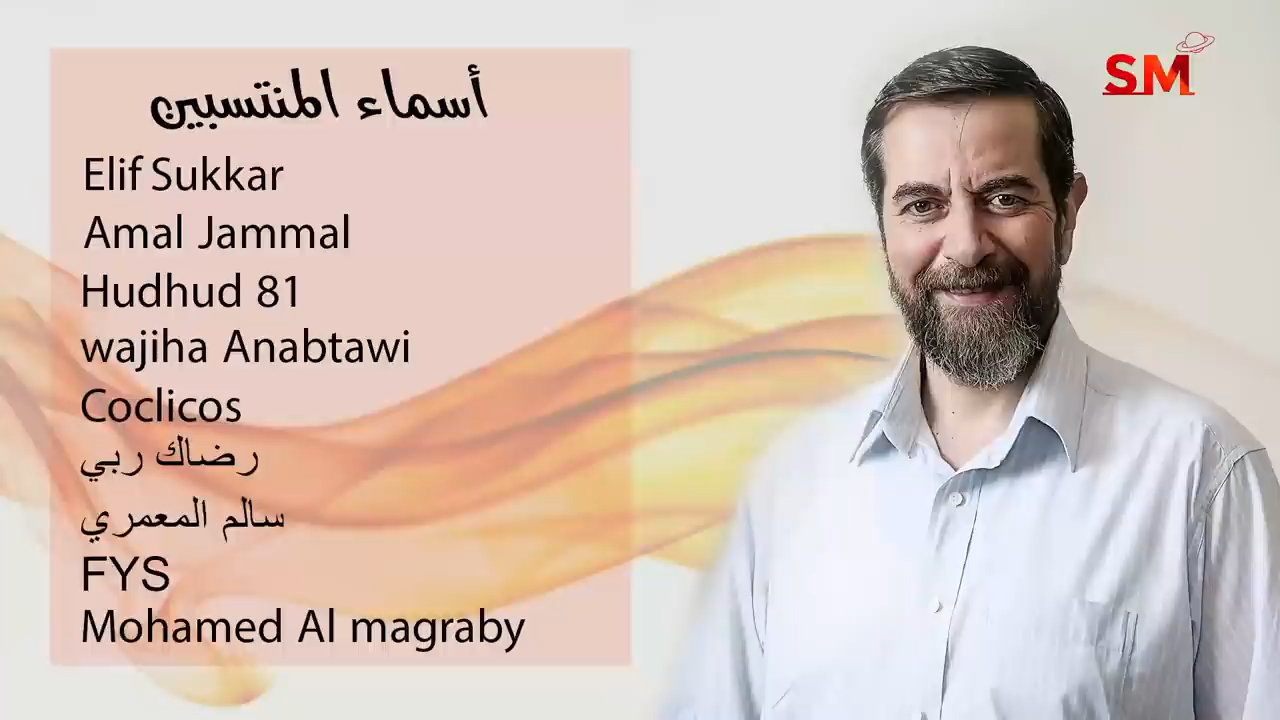 أسماء المنتسبين
Elif Sukkar
Amal Jammal
Hudhud 81
wajiha Anabtawi
Coclicos
رضاك ربي
سالم المعمري
FYS
Mohamed Al magraby
SM